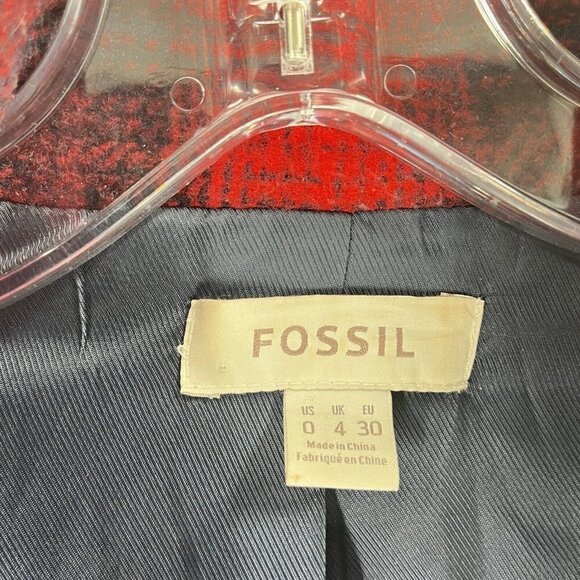 FOSSIL
US UK EU
0 4 30
Made in China
Fabriqué en Chine